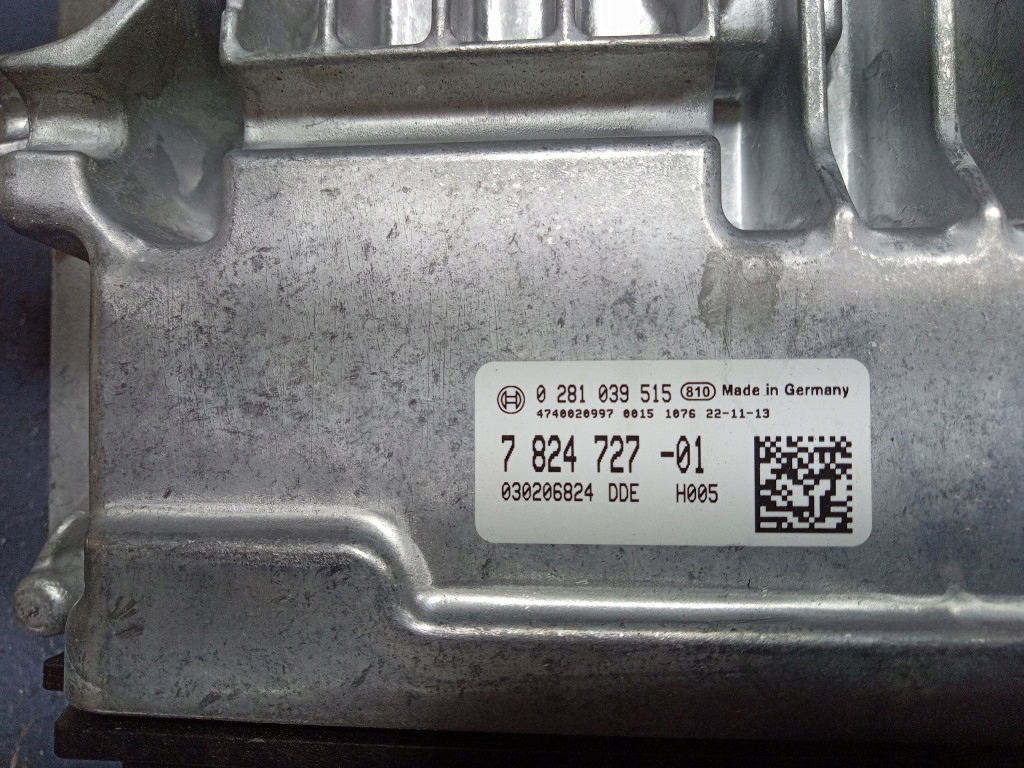 0 281 039 515 810 Made in Germany
4740020997 0015 1076 22-11-13
7 824 727 -01
030206824 DDE H005